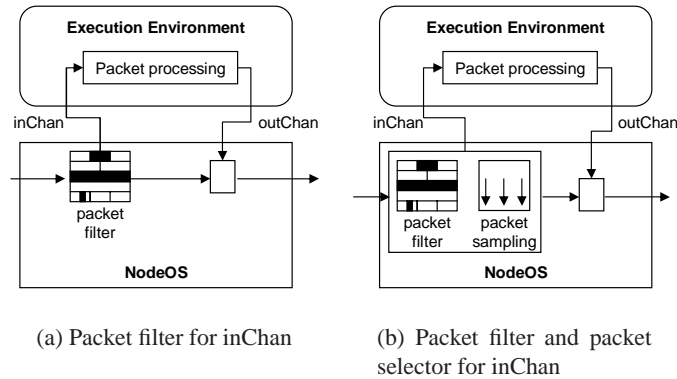 Execution Environment
Packet processing
inChan
outChan
packet
filter
NodeOS
(a) Packet filter for inChan
Execution Environment
Packet processing
inChan
outChan
packet
filter
packet
sampling
NodeOS
(b) Packet filter and packet
selector for inChan